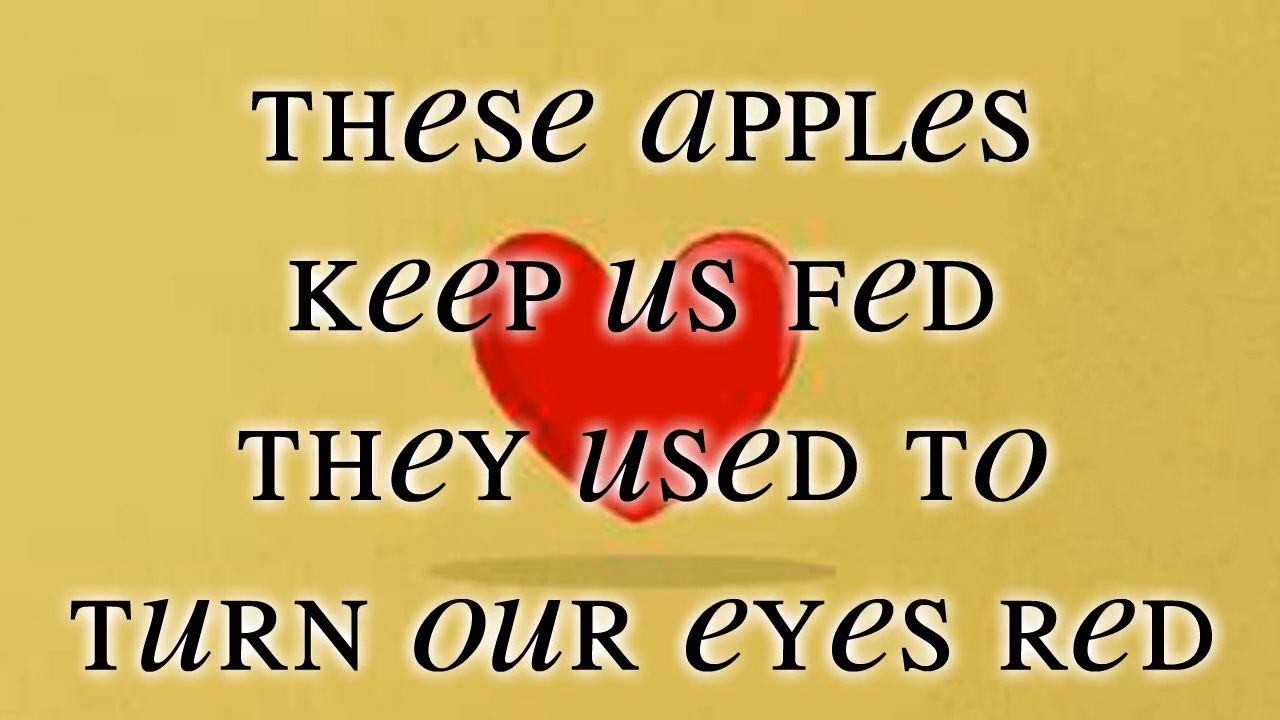 THeSe aPPLeS
KeeP uS FeD
THeY uSeD To
TuRN ouR eYeS ReD